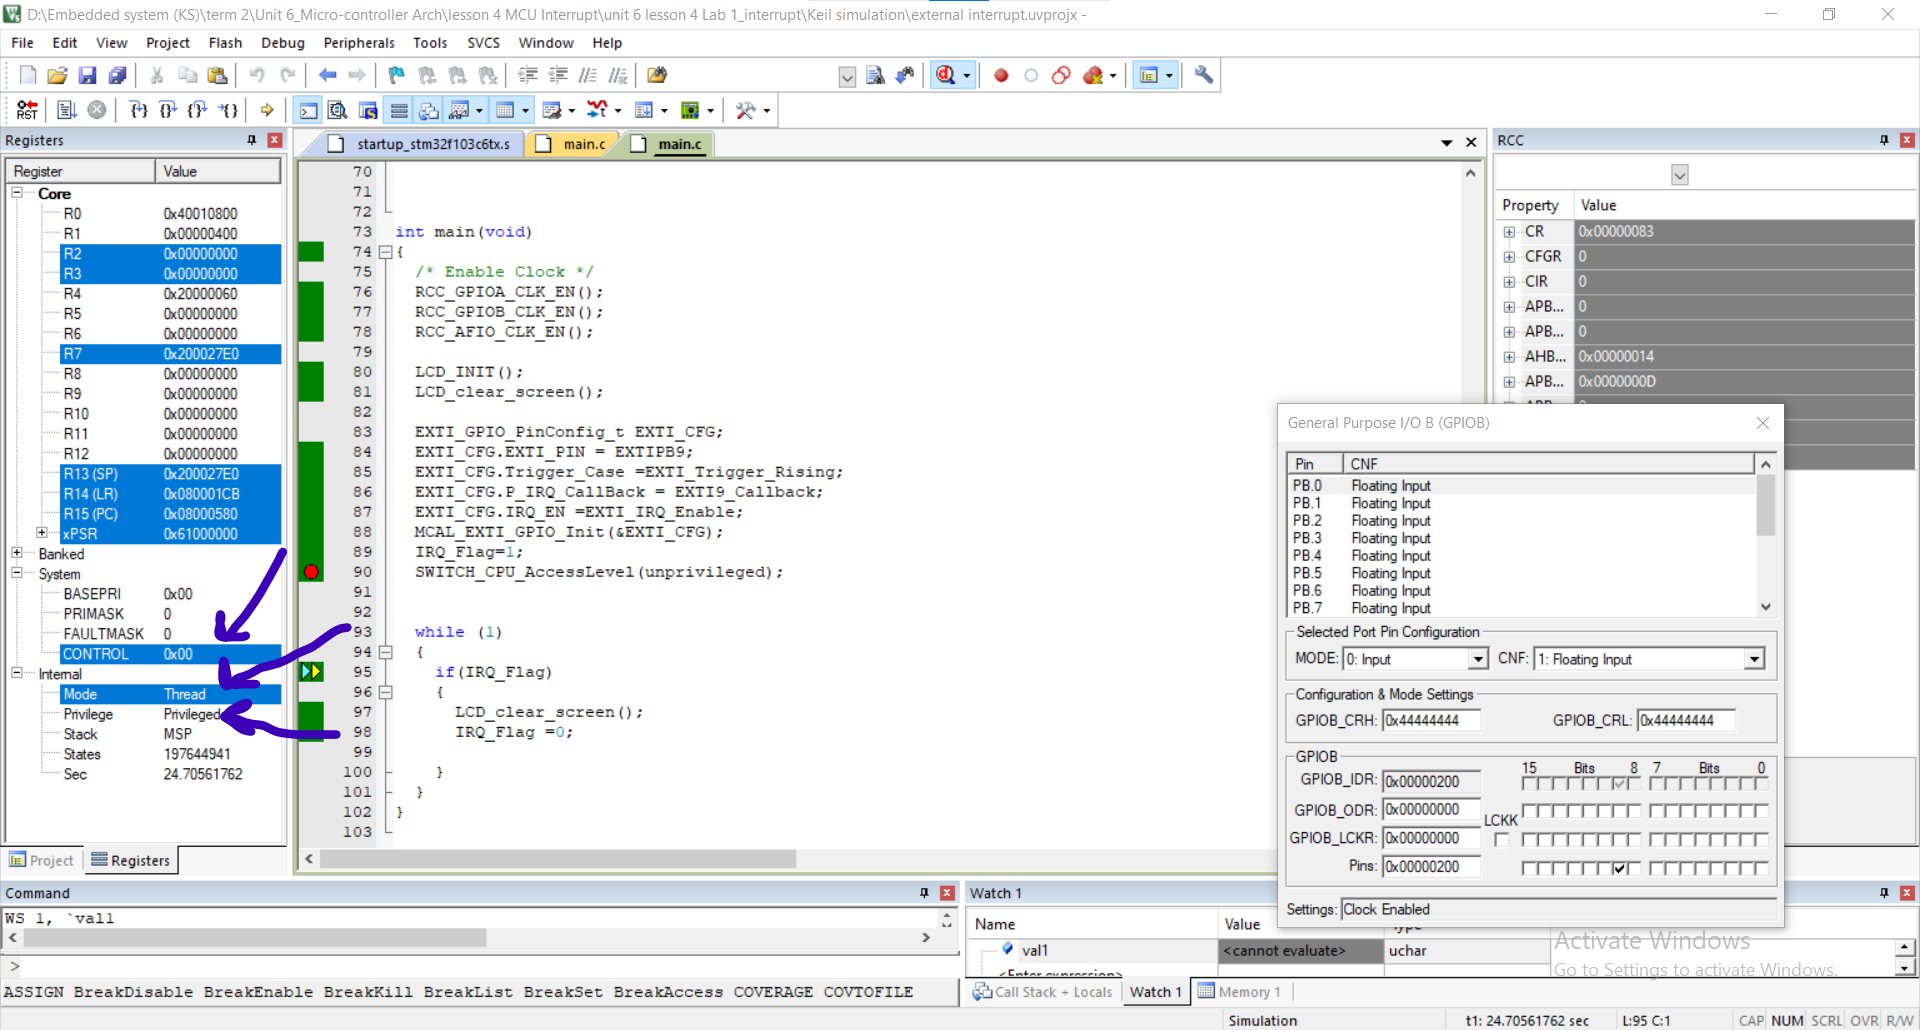 D:\Embedded system (KS)\term 2\Unit 6_Micro-controller Arch\lesson 4 MCU Interrupt\unit 6 lesson 4 Lab 1_interrupt\Keil simulation\external interrupt.uvprojx -
File Edit View Project Flash Debug Peripherals Tools SVCS Window Help
Registers
Register Value
Core
R0 0x40010800
R1 0x00000400
R2 0x00000000
R3 0x00000000
R4 0x20000060
R5 0x00000000
R6 0x00000000
R7 0x200027E0
R8 0x00000000
R9 0x00000000
R10 0x00000000
R11 0x00000000
R12 0x00000000
R13 (SP) 0x200027E0
R14 (LR) 0x080001CB
R15 (PC) 0x08000580
xPSR 0x61000000
Banked
System
BASEPRI 0x00
PRIMASK 0
FAULTMASK 0
CONTROL 0x00
Internal
Mode Thread
Privilege Privileged
Stack MSP
States 197644941
Sec 24.70561762
Project Registers
startup_stm32f103c6tx.s main.c main.c
70
71
72
73 int main(void)
74 {
75 /* Enable Clock */
76 RCC_GPIOA_CLK_EN();
77 RCC_GPIOB_CLK_EN();
78 RCC_AFIO_CLK_EN();
79
80 LCD_INIT();
81 LCD_clear_screen();
82
83 EXTI_GPIO_PinConfig_t EXTI_CFG;
84 EXTI_CFG.EXTI_PIN = EXTIPB9;
85 EXTI_CFG.Trigger_Case =EXTI_Trigger_Rising;
86 EXTI_CFG.P_IRQ_CallBack = EXTI9_Callback;
87 EXTI_CFG.IRQ_EN =EXTI_IRQ_Enable;
88 MCAL_EXTI_GPIO_Init(&EXTI_CFG);
89 IRQ_Flag=1;
90 SWITCH_CPU_AccessLevel(unprivileged);
91
92
93 while (1)
94 {
95 if(IRQ_Flag)
96 {
97 LCD_clear_screen();
98 IRQ_Flag =0;
99
100 }
101 }
102 }
103
RCC
Property Value
CR 0x00000083
CFGR 0
CIR 0
APB... 0
APB... 0
AHB... 0x00000014
APB... 0x0000000D
General Purpose I/O B (GPIOB)
Pin CNF
PB.0 Floating Input
PB.1 Floating Input
PB.2 Floating Input
PB.3 Floating Input
PB.4 Floating Input
PB.5 Floating Input
PB.6 Floating Input
PB.7 Floating Input
Selected Port Pin Configuration
MODE: 0: Input CNF: 1: Floating Input
Configuration & Mode Settings
GPIOB_CRH: 0x44444444 GPIOB_CRL: 0x44444444
GPIOB
15 Bits 8 7 Bits 0
GPIOB_IDR: 0x00000200
GPIOB_ODR: 0x00000000
LCKK
GPIOB_LCKR: 0x00000000
Pins: 0x00000200
Settings: Clock Enabled
Command
WS 1, `val1
>
ASSIGN BreakDisable BreakEnable BreakKill BreakList BreakSet BreakAccess COVERAGE COVTOFILE
Watch 1
Name Value
val1 <cannot evaluate> uchar
<Enter expression>
Call Stack + Locals Watch 1 Memory 1
Activate Windows
Go to Settings to activate Windows.
Simulation t1: 24.70561762 sec L:95 C:1 CAP NUM SCRL OVR R/W